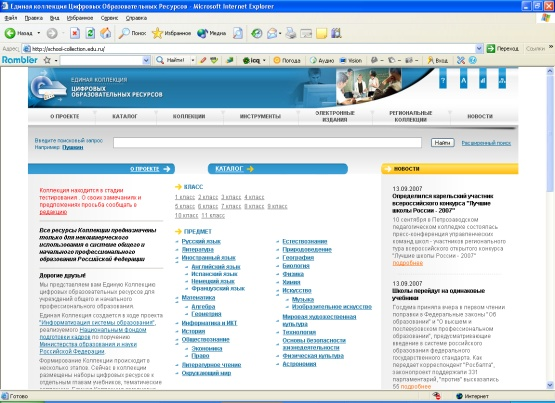 Единая коллекция Цифровых Образовательных Ресурсов - Microsoft Internet Explorer
Файл Правка Вид Избранное Сервис Справка
Назад Поиск Избранное Медиа
Адрес http://school-collection.edu.ru/ Переход Ссылки
Rambler Найти! icq Погода Аудио Vision Вход
ЕДИНАЯ КОЛЛЕКЦИЯ
ЦИФРОВЫХ
ОБРАЗОВАТЕЛЬНЫХ РЕСУРСОВ
О ПРОЕКТЕ КАТАЛОГ КОЛЛЕКЦИИ ИНСТРУМЕНТЫ ЭЛЕКТРОННЫЕ ИЗДАНИЯ РЕГИОНАЛЬНЫЕ КОЛЛЕКЦИИ НОВОСТИ
Введите поисковый запрос
Например: Пушкин
Найти Расширенный поиск
О ПРОЕКТЕ
Коллекция находится в стадии
тестирования. О своих замечаниях и
предложениях просьба сообщать в
редакцию
Все ресурсы Коллекции предназначены
только для некоммерческого
использования в системе общего и
начального профессионального
образования Российской Федерации
Дорогие друзья!
Мы представляем вам Единую Коллекцию
цифровых образовательных ресурсов для
учреждений общего и начального
профессионального образования.
Единая Коллекция создается в ходе проекта
"Информатизация системы образования",
реализуемого Национальным фондом
подготовки кадров по поручению
Министерства образования и науки
Российской Федерации.
Формирование Коллекции происходит в
несколько этапов. Сейчас в коллекции
размещены наборы цифровых ресурсов к
отдельным главам учебников, тематические
КАТАЛОГ
КЛАСС
1 класс 2 класс 3 класс 4 класс
5 класс 6 класс 7 класс 8 класс 9 класс
10 класс 11 класс
ПРЕДМЕТ
Русский язык
Литература
Иностранный язык
Английский язык
Испанский язык
Немецкий язык
Французский язык
Математика
Алгебра
Геометрия
Информатика и ИКТ
История
Обществознание
Экономика
Право
Литературное чтение
Окружающий мир
Естествознание
Природоведение
География
Биология
Физика
Химия
Искусство
Музыка
Изобразительное искусство
Мировая художественная
культура
Технология
Основы безопасности
жизнедеятельности
Физическая культура
Астрономия
НОВОСТИ
13.09.2007
Определился карельский участник
всероссийского конкурса "Лучшие
школы России - 2007"
10 сентября в Петрозаводском
педагогическом колледже состоялась
пресс-конференция управленческих
команд школ - участников регионального
тура всероссийского открытого конкурса
"Лучшие школы России - 2007"
подробнее
13.09.2007
Школы перейдут на одинаковые
учебники
Госдума приняла вчера в первом чтении
поправки в Федеральные законы "Об
образовании" и "О высшем и
послевузовском профессиональном
образовании", предусматривающие
введение в системе российского
образования федерального
государственного стандарта. Как
передает корреспондент "Росбалта",
законопроект поддержали 331
парламентарий, "против" высказались
55 подробнее
Готово Интернет